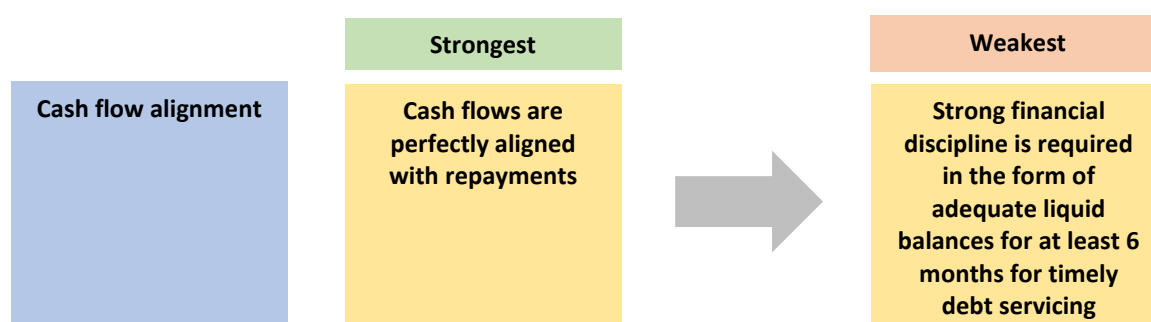 Strongest
Weakest
Cash flow alignment
Cash flows are
perfectly aligned
with repayments
Strong financial
discipline is required
in the form of
adequate liquid
balances for at least 6
months for timely
debt servicing